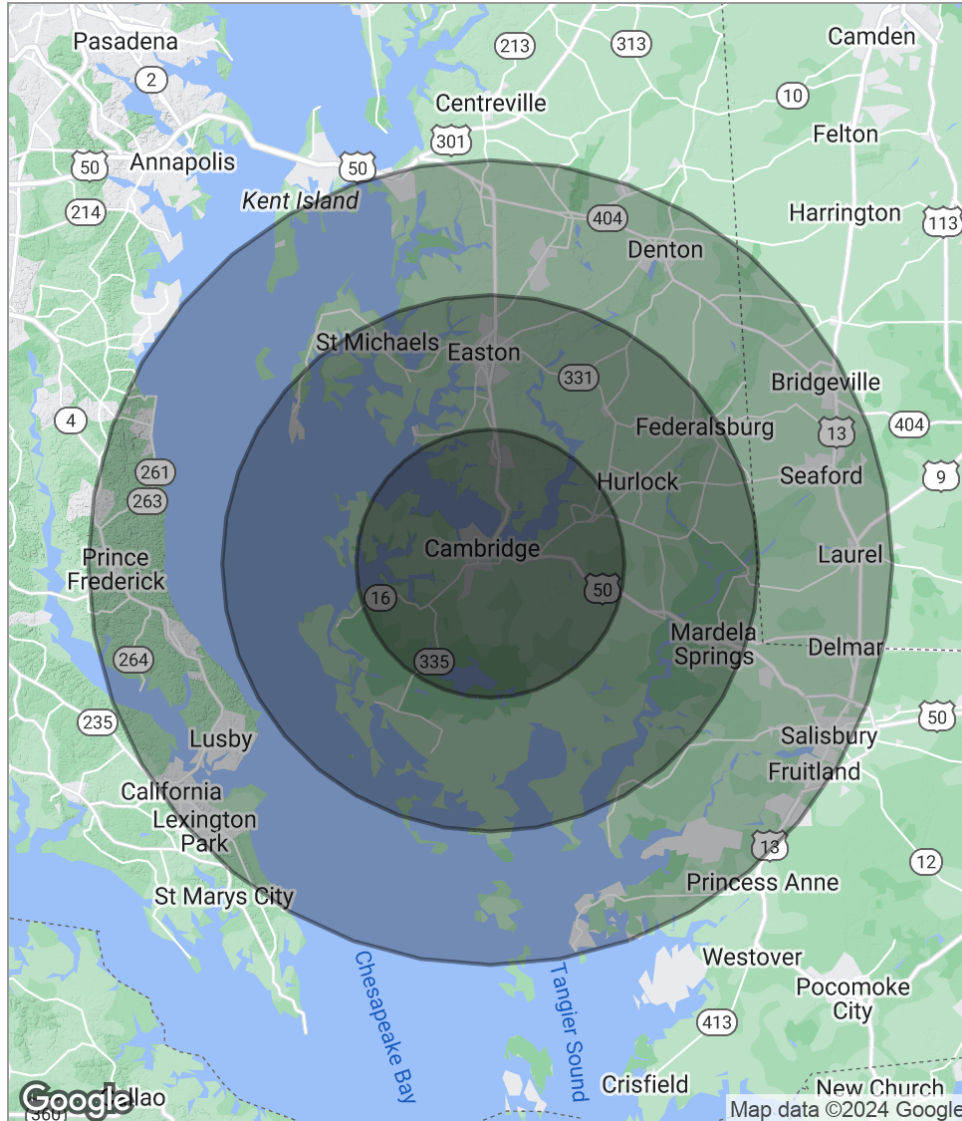 213
313
Camden
Pasadena
2
10
Centreville
301
Felton
50
Annapolis
50
Kent Island
214
404
Harrington
113
Denton
St Michaels
Easton
331
Bridgeville
4
Federalsburg
13
404
261
263
Hurlock
Seaford
9
Cambridge
Prince
Frederick
Laurel
16
50
264
335
Mardela
Springs
Delmar
235
50
Lusby
Salisbury
Fruitland
California
Lexington
Park
13
12
St Marys City
Princess Anne
Westover
Pocomoke
City
Chesapeake Bay
Tangier Sound
413
Crisfield
New Church
Google
llao
360
Map data ©2024 Google